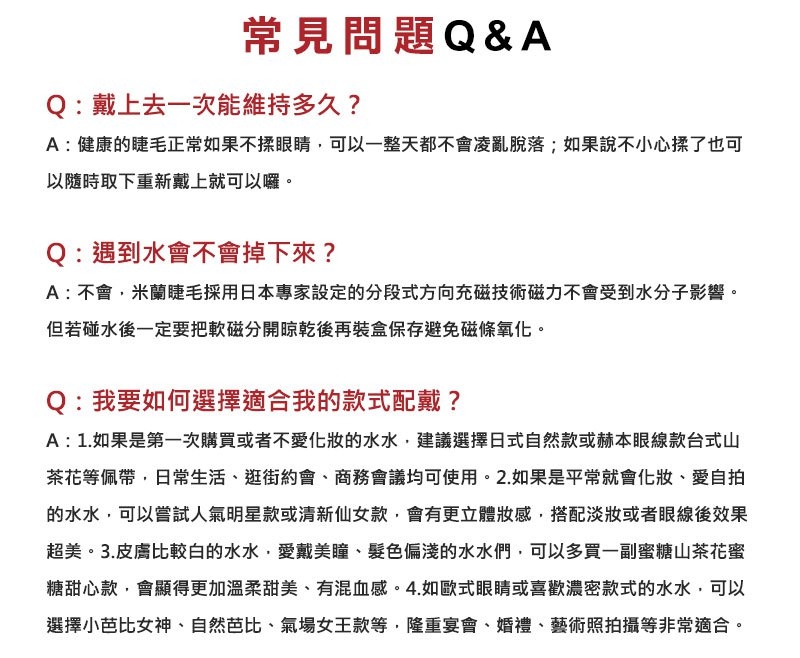 常見問題Q&A
Q：戴上去一次能維持多久？
A：健康的睫毛正常如果不揉眼睛，可以一整天都不會凌亂脫落；如果說不小心揉了也可
以隨時取下重新戴上就可以囉。
Q：遇到水會不會掉下來？
A：不會，米蘭睫毛採用日本專家設定的分段式方向充磁技術磁力不會受到水分子影響。
但若碰水後一定要把軟磁分開晾乾後再裝盒保存避免磁條氧化。
Q：我要如何選擇適合我的款式配戴？
A：1.如果是第一次購買或者不愛化妝的水水，建議選擇日式自然款或赫本眼線款台式山
茶花等佩帶，日常生活、逛街約會、商務會議均可使用。2.如果是平常就會化妝、愛自拍
的水水，可以嘗試人氣明星款或清新仙女款，會有更立體妝感，搭配淡妝或者眼線後效果
超美。3.皮膚比較白的水水，愛戴美瞳、髮色偏淺的水水們，可以多買一副蜜糖山茶花蜜
糖甜心款，會顯得更加溫柔甜美、有混血感。4.如歐式眼睛或喜歡濃密款式的水水，可以
選擇小芭比女神、自然芭比、氣場女王款等，隆重宴會、婚禮、藝術照拍攝等非常適合。